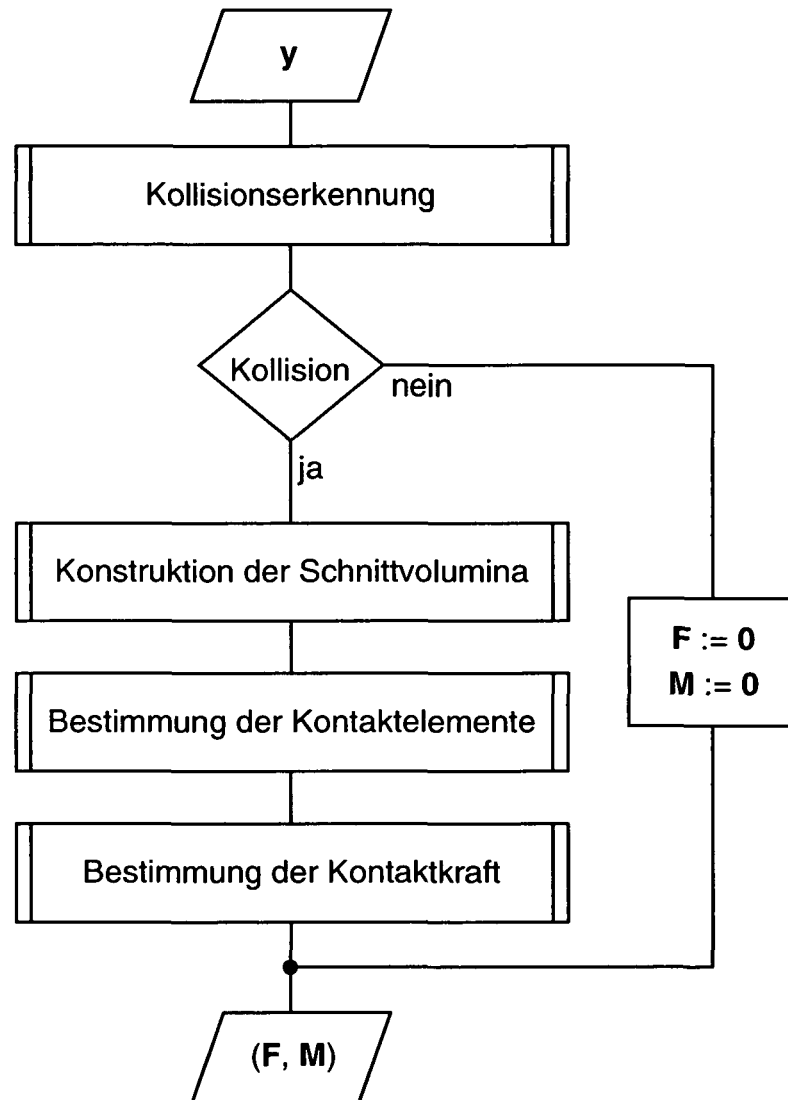 y
Kollisionserkennung
Kollision
nein
ja
Konstruktion der Schnittvolumina
F := 0
M := 0
Bestimmung der Kontaktelemente
Bestimmung der Kontaktkraft
(F, M)